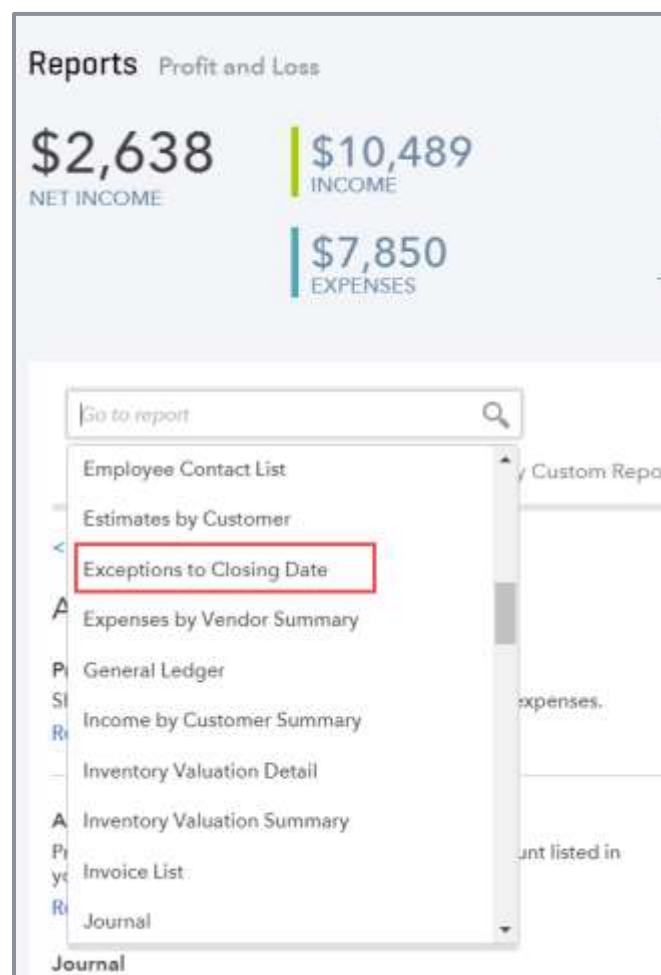 Reports Profit and Loss
$2,638
NET INCOME
$10,489
INCOME
$7,850
EXPENSES
Go to report
Employee Contact List
y Custom Repo
Estimates by Customer
<
Exceptions to Closing Date
A
Expenses by Vendor Summary
General Ledger
expenses.
Income by Customer Summary
Inventory Valuation Detail
A
Inventory Valuation Summary
unt listed in
Invoice List
Journal
Journal